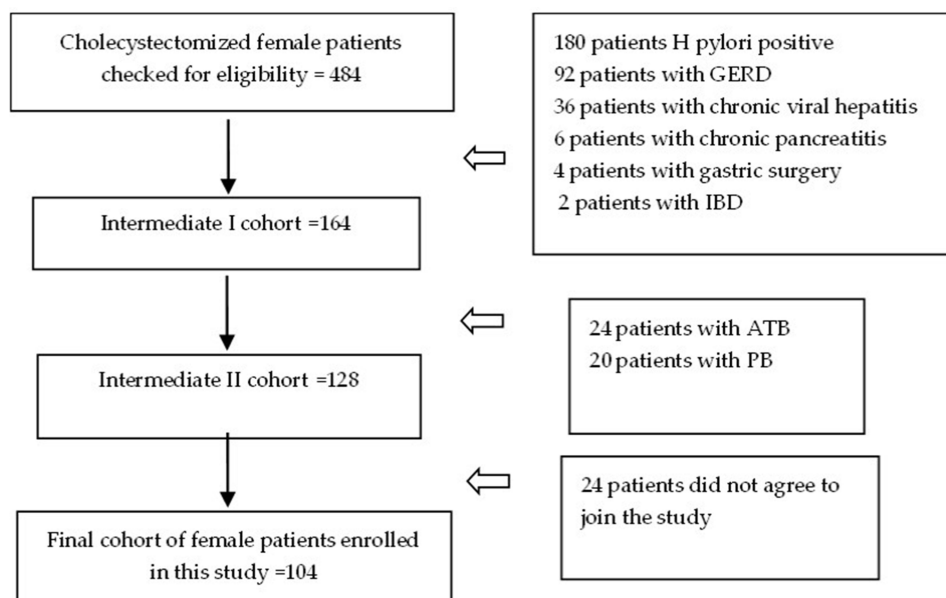 Cholecystectomized female patients
checked for eligibility = 484
180 patients H pylori positive
92 patients with GERD
36 patients with chronic viral hepatitis
6 patients with chronic pancreatitis
4 patients with gastric surgery
2 patients with IBD
Intermediate I cohort =164
24 patients with ATB
20 patients with PB
Intermediate II cohort =128
24 patients did not agree to
join the study
Final cohort of female patients enrolled
in this study =104